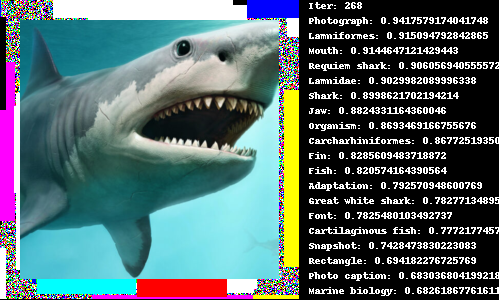 Iter: 268
Photograph: 0.9417579174041748
Lamniformes: 0.915094792842865
Mouth: 0.9144647121429443
Requiem shark: 0.906056940555572
Lamnidae: 0.9029982089996338
Shark: 0.8998621702194214
Jaw: 0.8824331164360046
Organism: 0.8693469166755676
Carcharhiniformes: 0.8677251935
Fin: 0.8285609483718872
Fish: 0.820574164390564
Adaptation: 0.792570948600769
Great white shark: 0.7827713489
Font: 0.7825480103492737
Cartilaginous fish: 0.777217745
Snapshot: 0.7428473830223083
Rectangle: 0.694182276725769
Photo caption: 0.683036804199218
Marine biology: 0.6826186776161